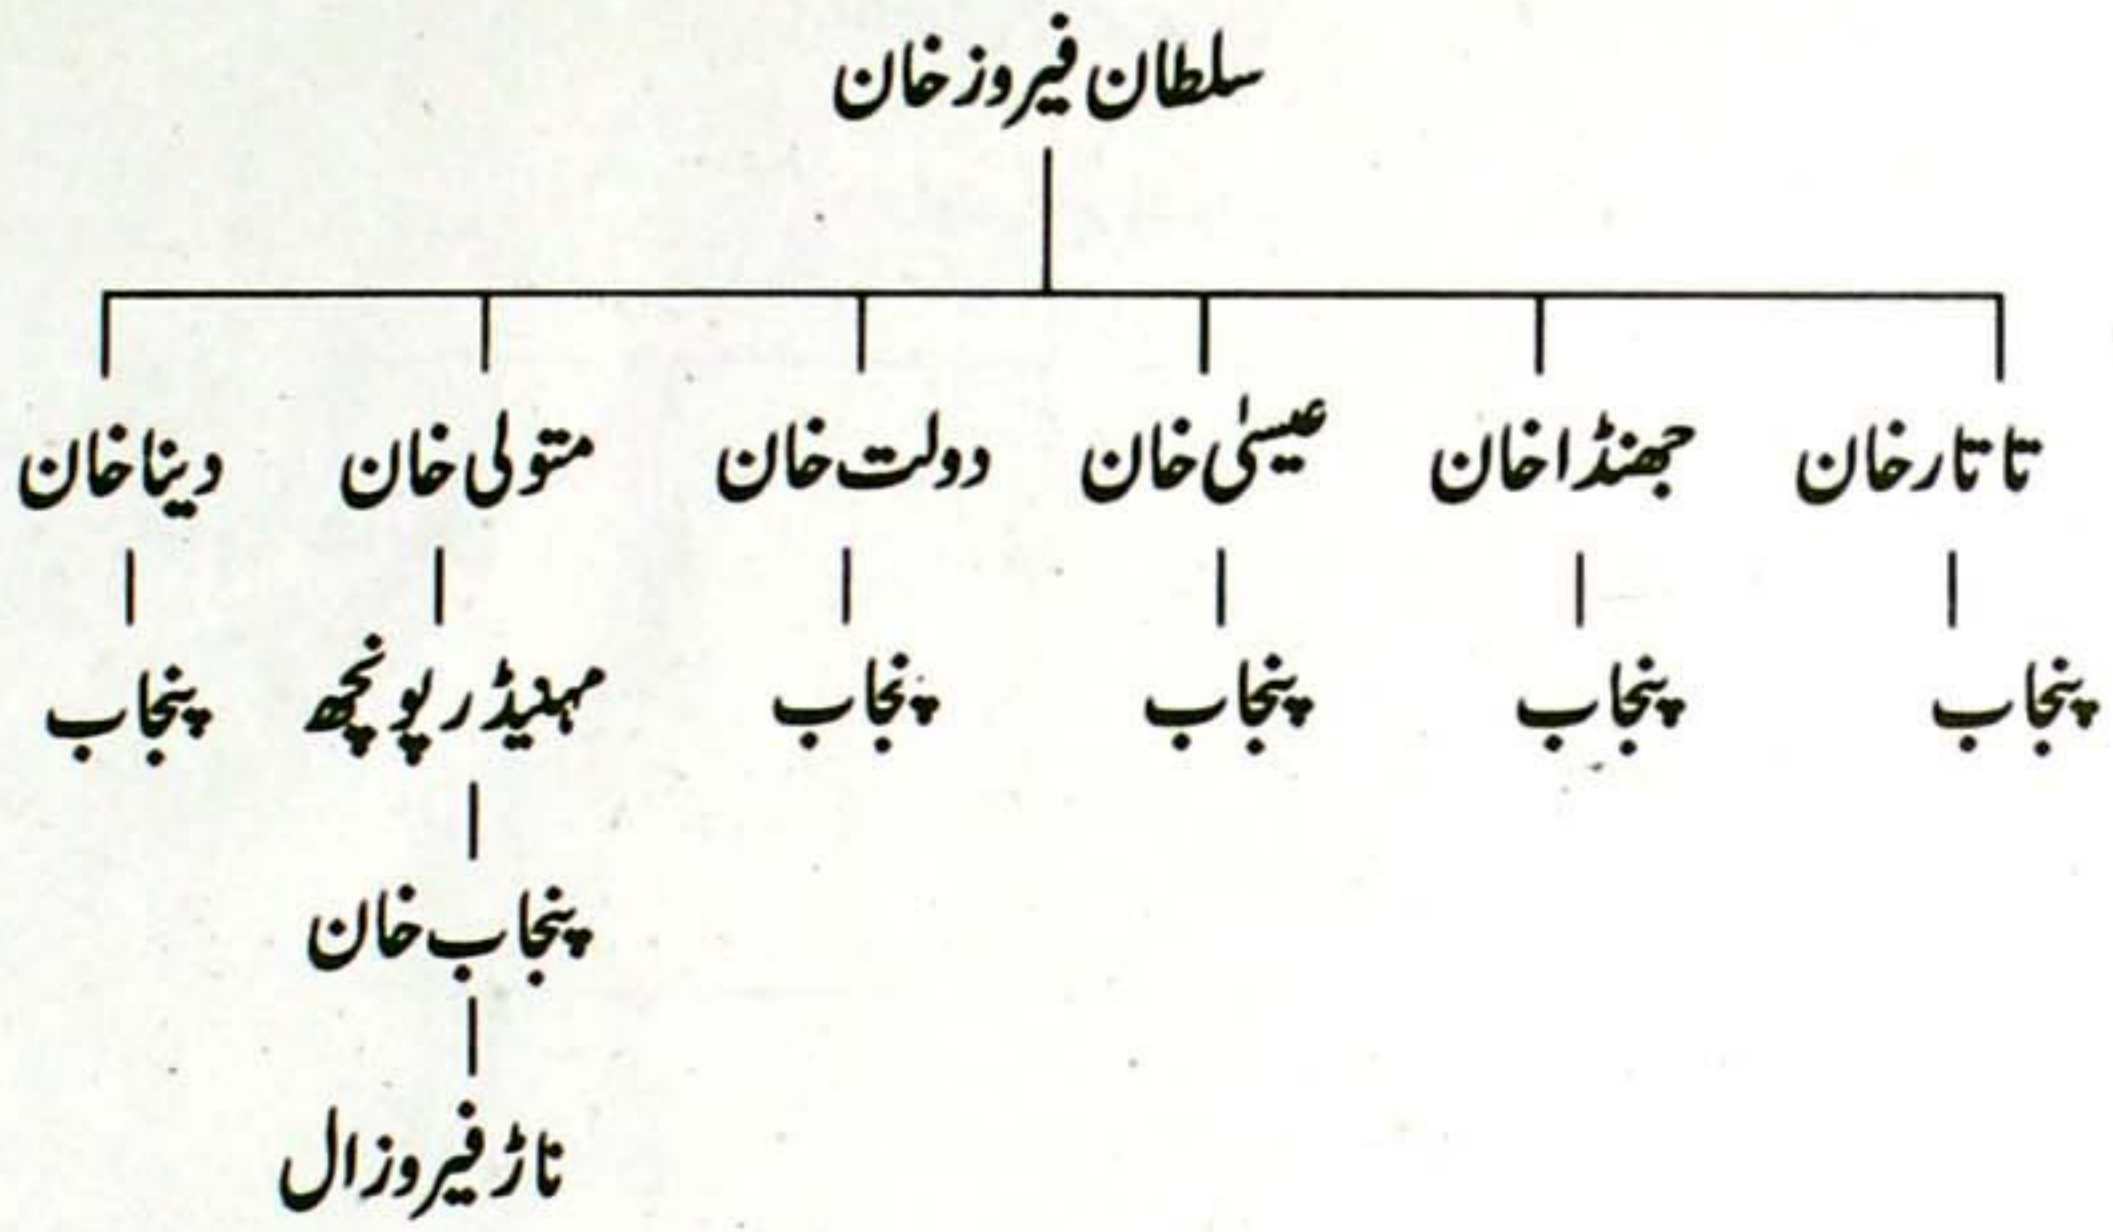 سلطان فیروز خان
تاتار خان جھنڈا خان عیسیٰ خان دولت خان متولی خان دینا خان
پنجاب پنجاب پنجاب پنجاب مہنیڈر پونچھ پنجاب
پنجاب خان
ناڑ فیروزال